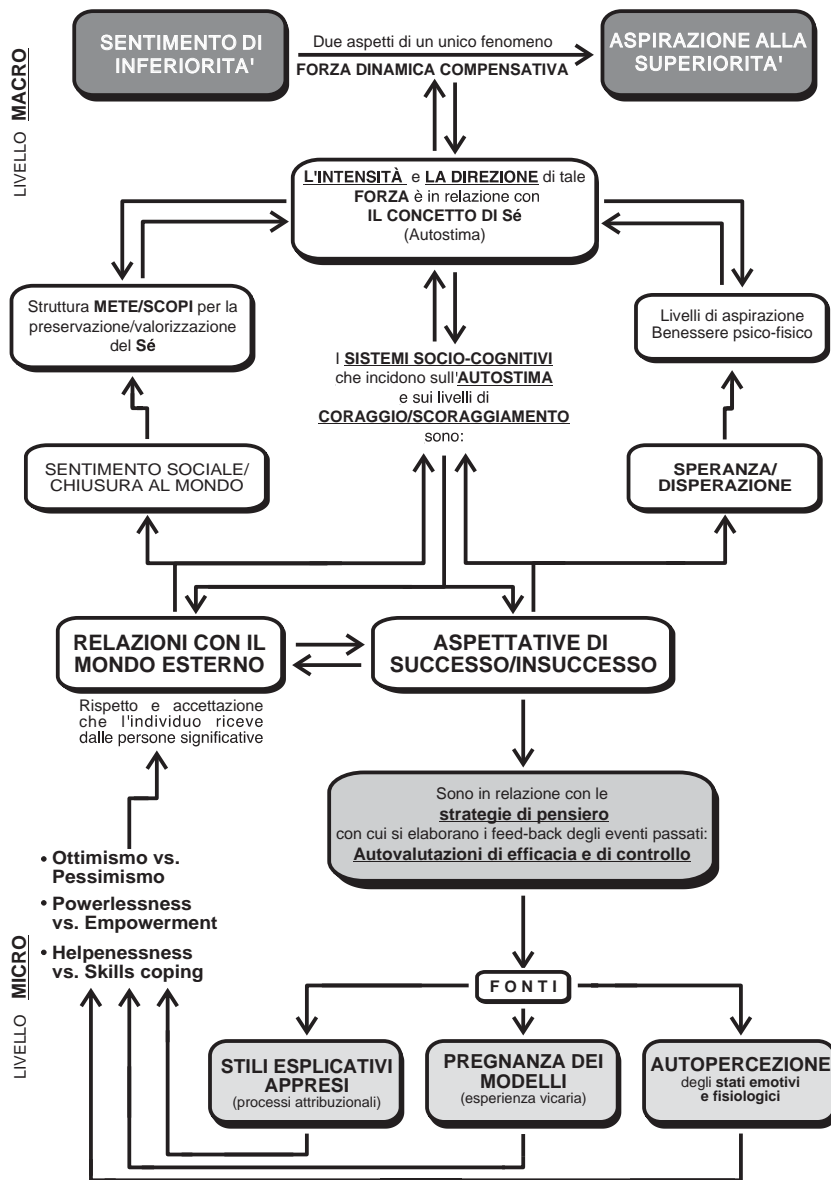 LIVELLO MACRO
SENTIMENTO DI
INFERIORITA'
Due aspetti di un unico fenomeno
FORZA DINAMICA COMPENSATIVA
ASPIRAZIONE ALLA
SUPERIORITA'
L'INTENSITÀ e LA DIREZIONE di tale
FORZA è in relazione con
IL CONCETTO DI Sé
(Autostima)
Struttura METE/SCOPI per la
preservazione/valorizzazione
del Sé
Livelli di aspirazione
Benessere psico-fisico
I SISTEMI SOCIO-COGNITIVI
che incidono sull'AUTOSTIMA
e sui livelli di
CORAGGIO/SCORAGGIAMENTO
sono:
SENTIMENTO SOCIALE/
CHIUSURA AL MONDO
SPERANZA/
DISPERAZIONE
RELAZIONI CON IL
MONDO ESTERNO
ASPETTATIVE DI
SUCCESSO/INSUCCESSO
Rispetto e accettazione
che l'individuo riceve
dalle persone significative
Sono in relazione con le
strategie di pensiero
con cui si elaborano i feed-back degli eventi passati:
Autovalutazioni di efficacia e di controllo
• Ottimismo vs.
Pessimismo
• Powerlessness
vs. Empowerment
• Helpenessness
vs. Skills coping
LIVELLO MICRO
FONTI
STILI ESPLICATIVI
APPRESI
(processi attribuzionali)
PREGNANZA DEI
MODELLI
(esperienza vicaria)
AUTOPERCEZIONE
degli stati emotivi
e fisiologici